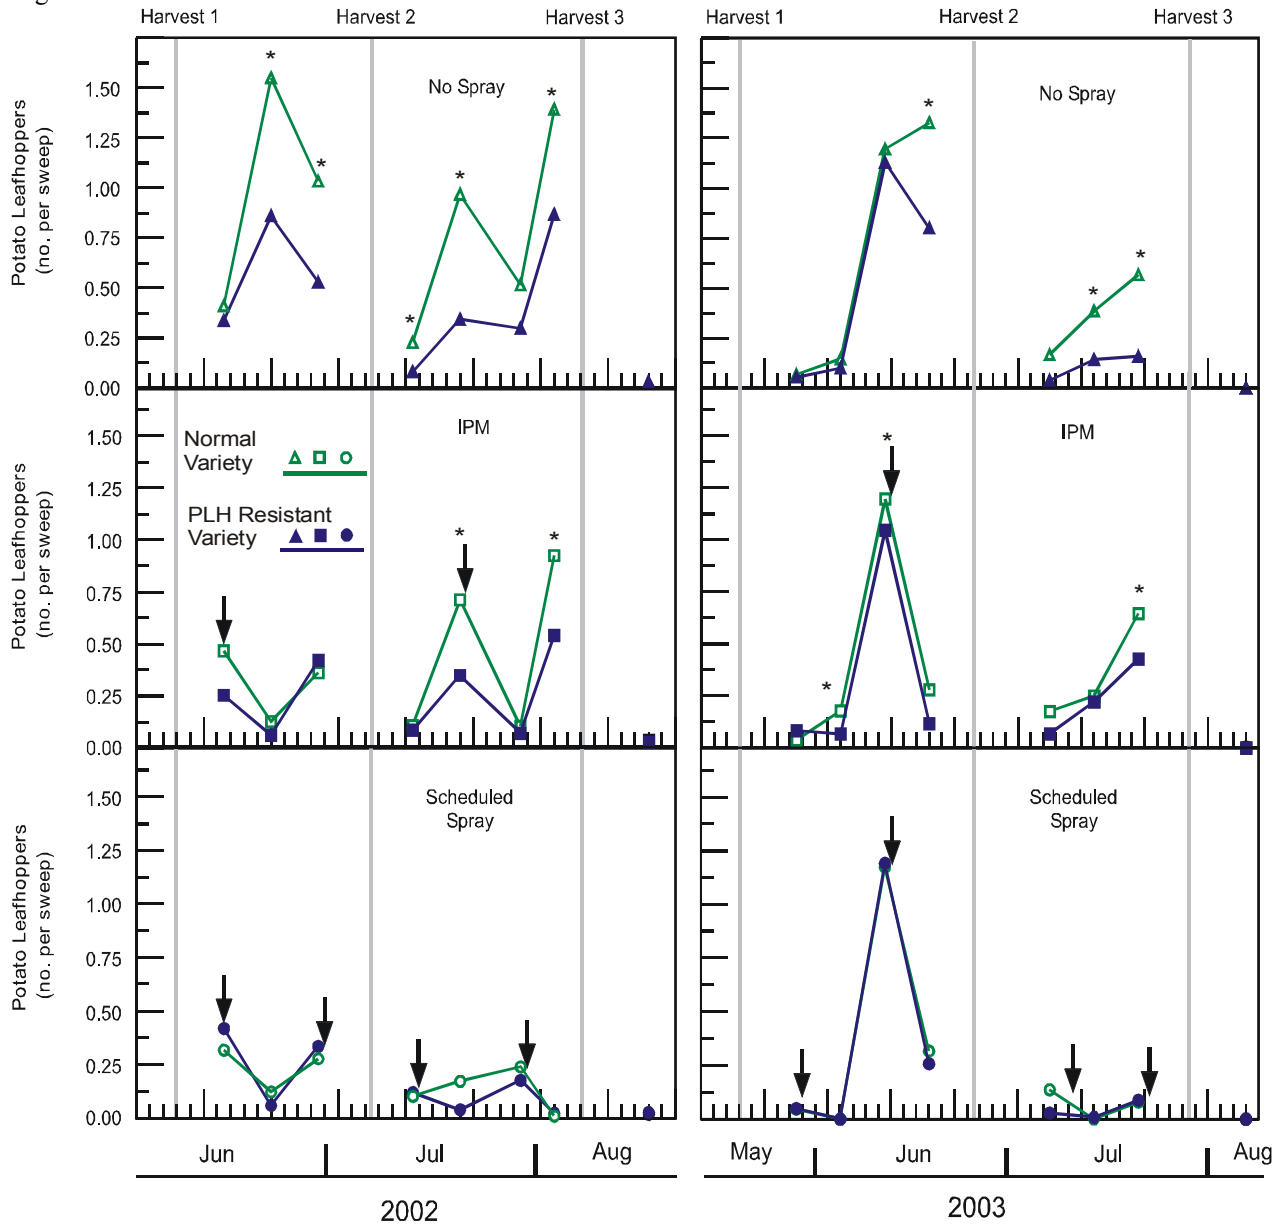 g
Harvest 1 Harvest 2 Harvest 3 Harvest 1 Harvest 2 Harvest 3
Potato Leafhoppers
(no. per sweep)
1.50
1.25
1.00
0.75
0.50
0.25
0.00
*
*
No Spray
*
*
*
No Spray
*
*
*
Potato Leafhoppers
(no. per sweep)
1.50
1.25
1.00
0.75
0.50
0.25
0.00
IPM
Normal
Variety
PLH Resistant
Variety
*
*
IPM
*
*
*
Potato Leafhoppers
(no. per sweep)
1.50
1.25
1.00
0.75
0.50
0.25
0.00
Scheduled
Spray
Scheduled
Spray
Jun Jul Aug May Jun Jul Aug
2002 2003